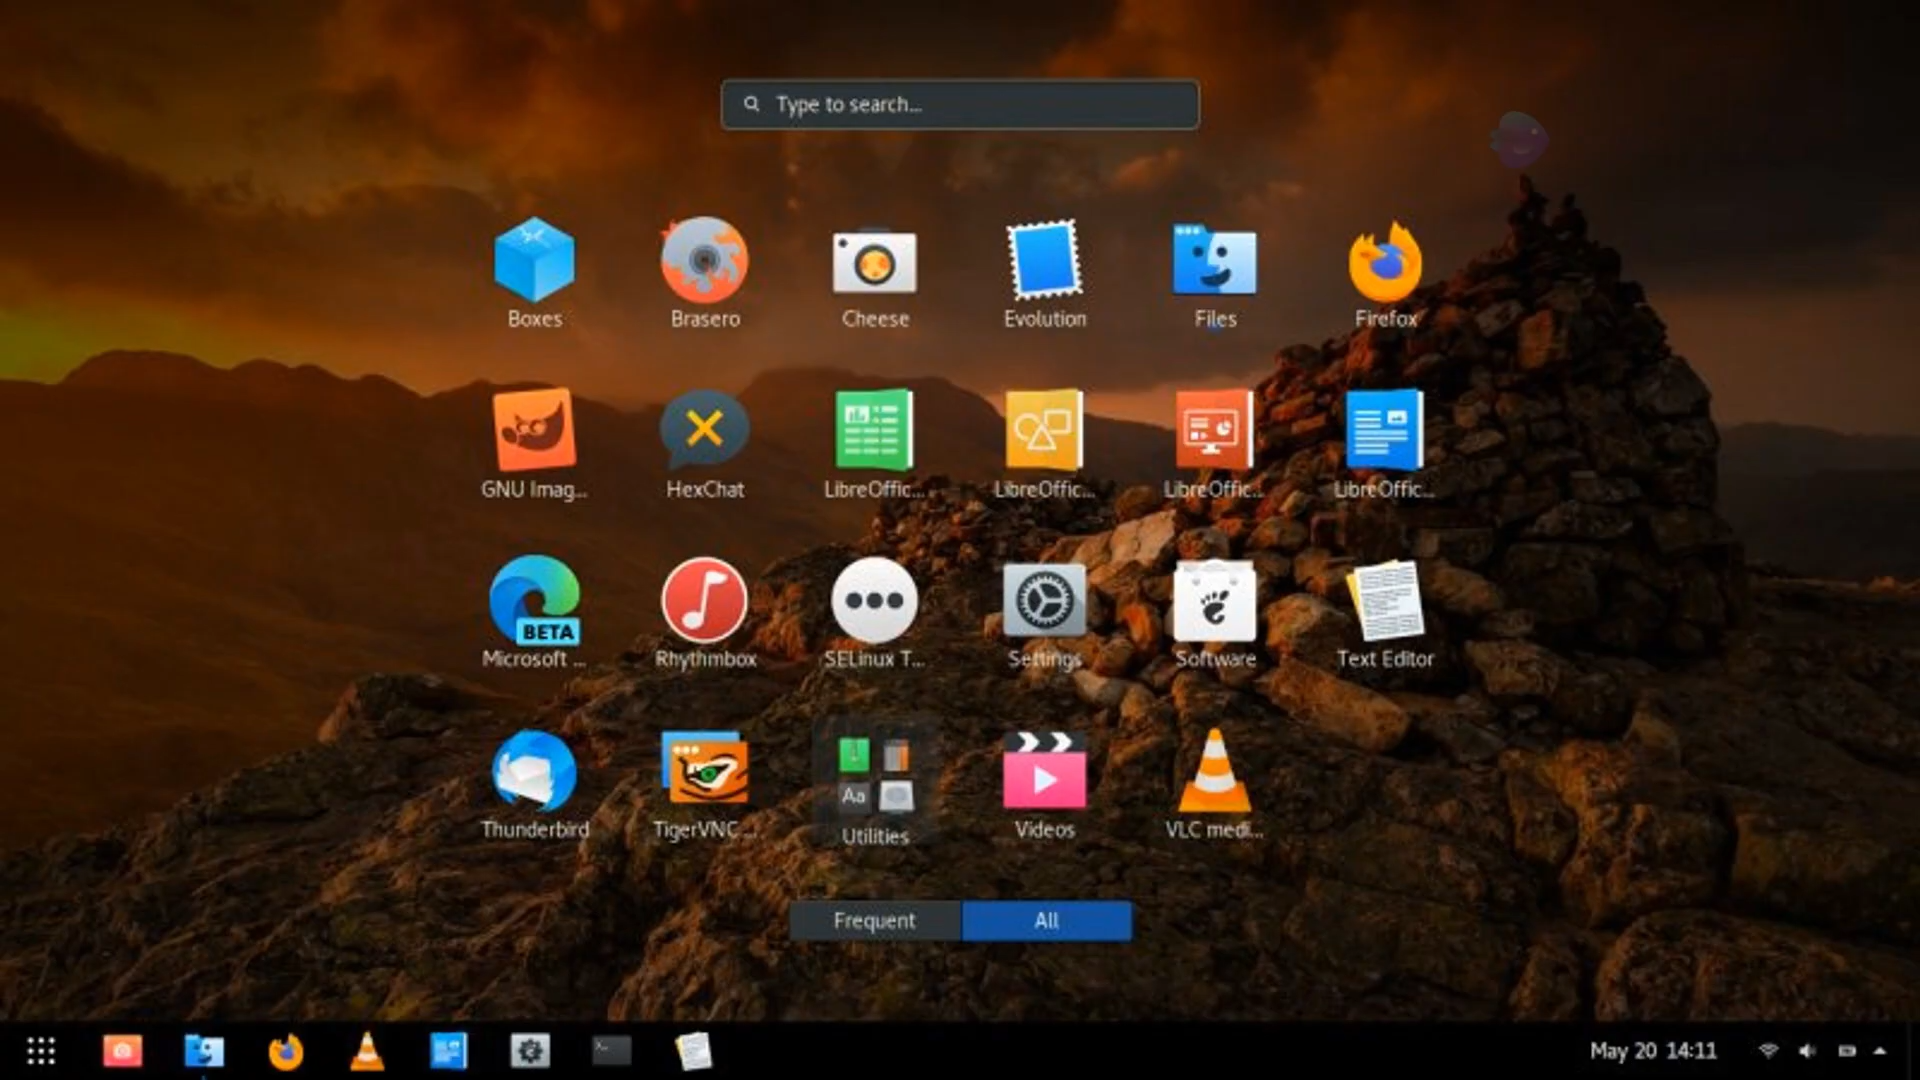 Type to search...
Boxes
Brasero
Cheese
Evolution
Files
Firefox
GNU Imag...
HexChat
LibreOffic...
LibreOffic...
LibreOffic...
LibreOffic...
BETA
Microsoft ...
Rhythmbox
SELinux T...
Settings
Software
Text Editor
Thunderbird
TigerVNC ...
Aa
Utilities
Videos
VLC medi...
Frequent
All
May 20 14:11